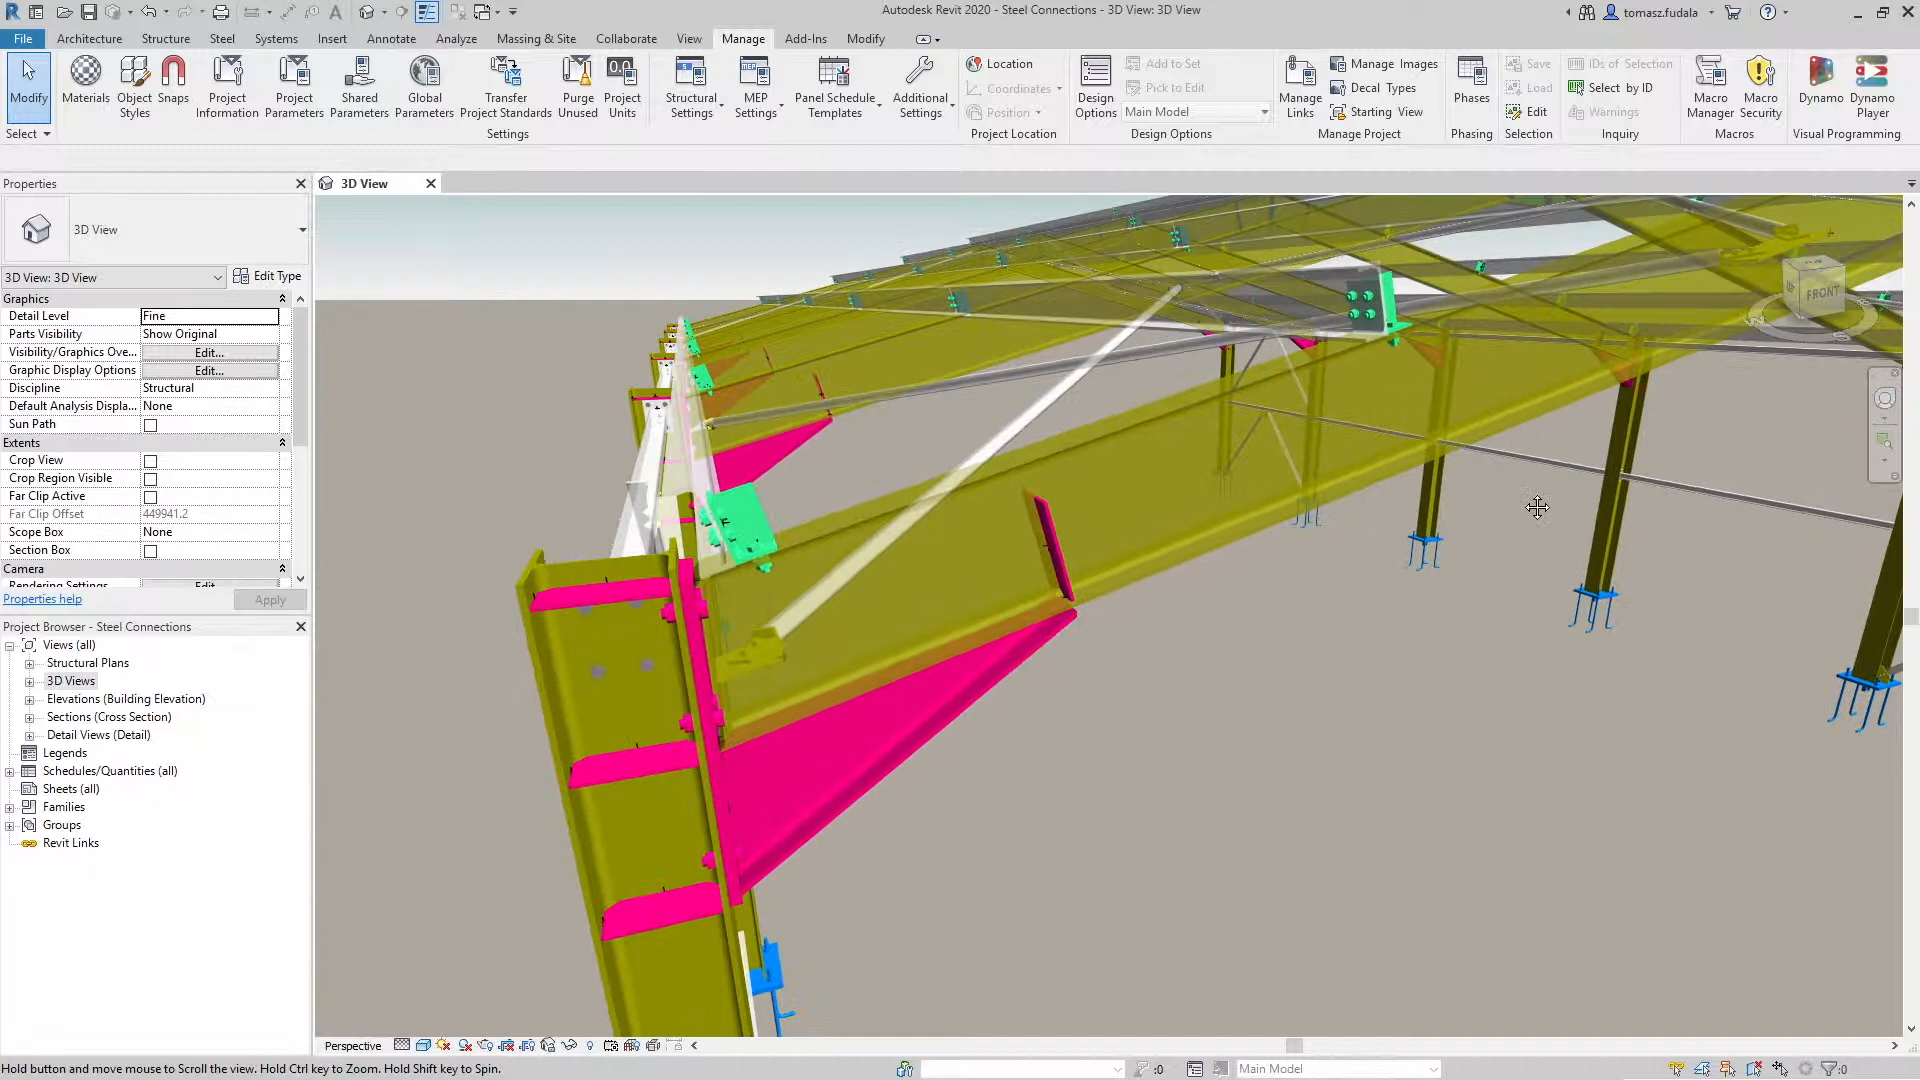 Autodesk Revit 2020 - Steel Connections - 3D View: 3D View
tomasz.fudala
File Architecture Structure Steel Systems Insert Annotate Analyze Massing & Site Collaborate View Manage Add-Ins Modify
Modify
Select
Materials
Object Styles
Snaps
Project Information
Project Parameters
Shared Parameters
Global Parameters
Transfer Project Standards
Purge Unused
Project Units
Settings
Structural Settings
MEP Settings
Panel Schedule Templates
Additional Settings
Location
Coordinates
Position
Project Location
Design Options
Add to Set
Pick to Edit
Main Model
Design Options
Manage Links
Manage Images
Decal Types
Starting View
Manage Project
Phases
Phasing
Save
Load
Edit
Selection
IDs of Selection
Select by ID
Warnings
Inquiry
Macro Manager
Macro Security
Macros
Dynamo
Dynamo Player
Visual Programming
Properties
3D View
3D View
3D View: 3D View
Edit Type
Graphics
Detail Level Fine
Parts Visibility Show Original
Visibility/Graphics Ove... Edit...
Graphic Display Options Edit...
Discipline Structural
Default Analysis Displa... None
Sun Path
Extents
Crop View
Crop Region Visible
Far Clip Active
Far Clip Offset 449941.2
Scope Box None
Section Box
Camera
Rendering Settings Edit
Properties help
Apply
Project Browser - Steel Connections
Views (all)
Structural Plans
3D Views
Elevations (Building Elevation)
Sections (Cross Section)
Detail Views (Detail)
Legends
Schedules/Quantities (all)
Sheets (all)
Families
Groups
Revit Links
FRONT
Perspective
Hold button and move mouse to Scroll the view. Hold Ctrl key to Zoom. Hold Shift key to Spin.
:0
Main Model
:0